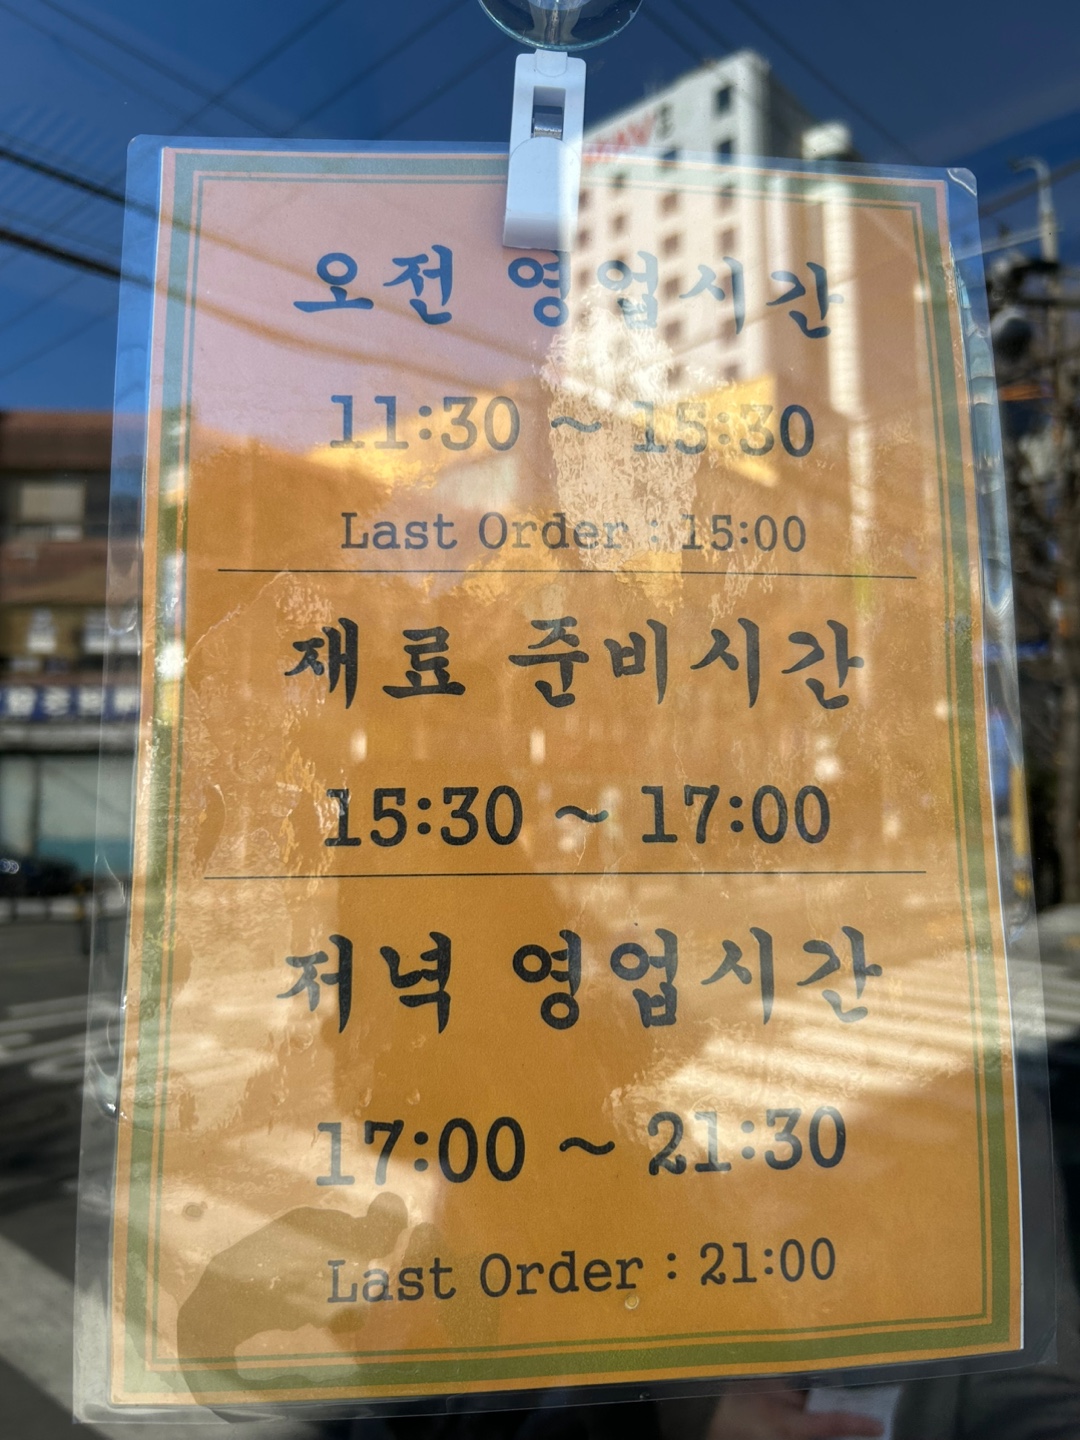 오전 영업시간
11:30 ~ 15:30
Last Order : 15:00
재료 준비시간
15:30 ~ 17:00
저녁 영업시간
17:00 ~ 21:30
Last Order : 21:00